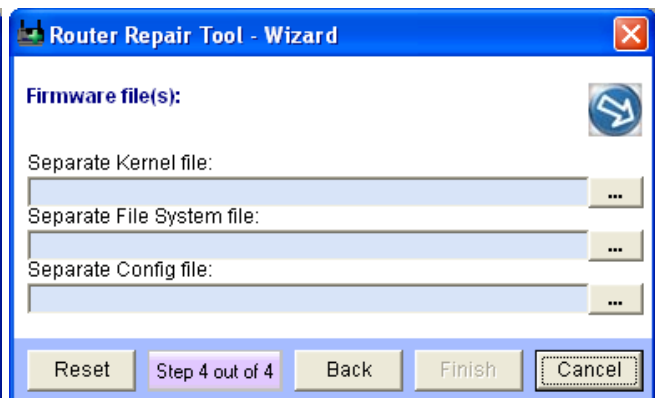 Router Repair Tool - Wizard
Firmware file(s):
Separate Kernel file:
...
Separate File System file:
...
Separate Config file:
...
Reset Step 4 out of 4 Back Finish Cancel